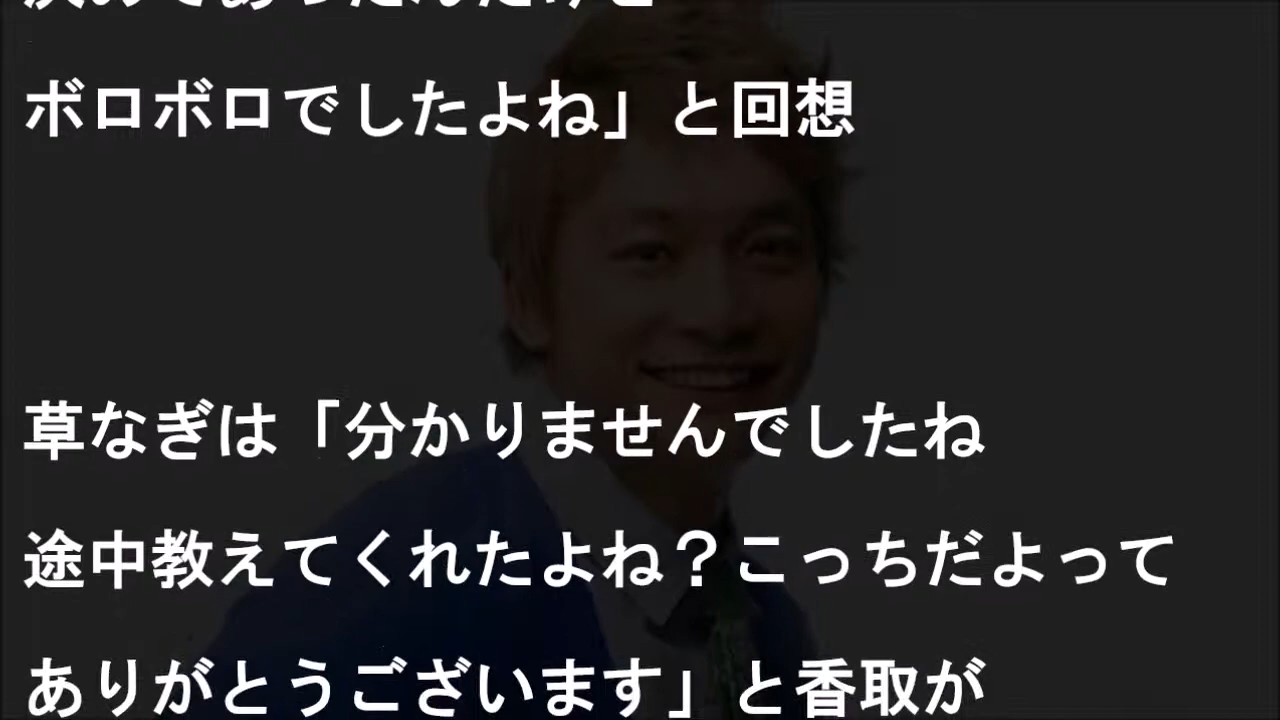 ボロボロでしたよね」と回想
草なぎは「分かりませんでしたね
途中教えてくれたよね？こっちだよって
ありがとうございます」と香取が